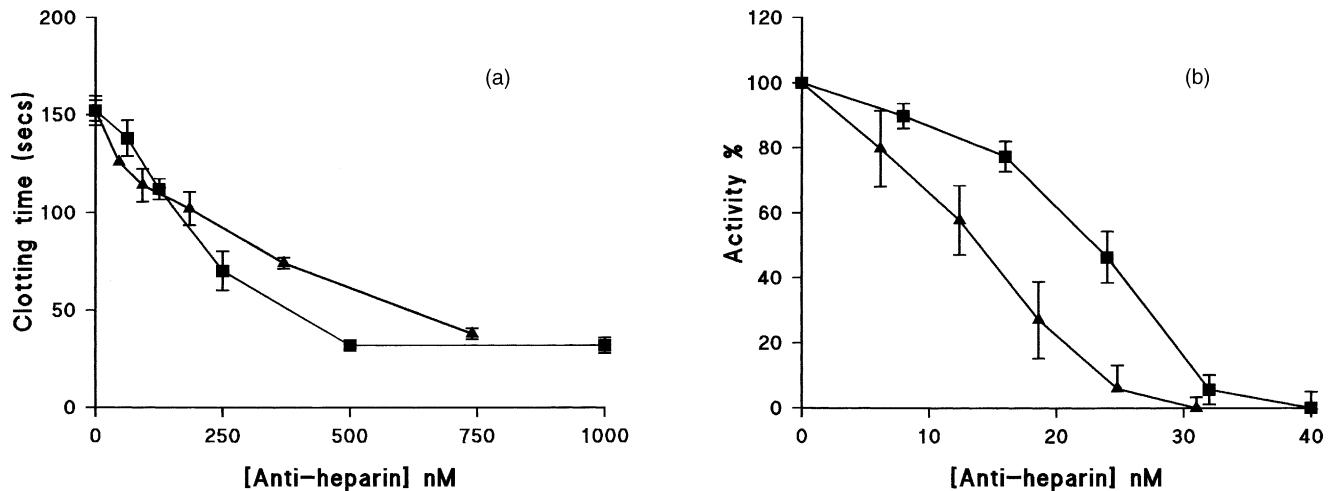 (a)
Clotting time (secs)
200
150
100
50
0
0 250 500 750 1000
[Anti-heparin] nM
(b)
Activity %
120
100
80
60
40
20
0
0 10 20 30 40
[Anti-heparin] nM